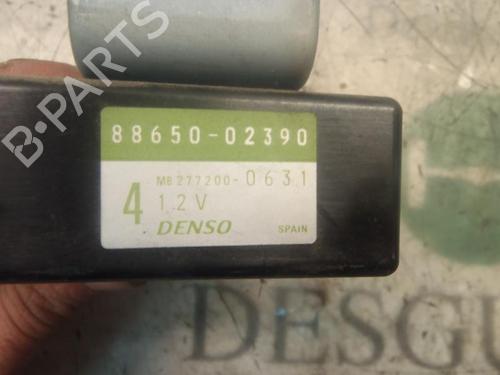 88650-02390
MB277200-0631
4 12V
DENSO SPAIN
B-PARTS
DESGU